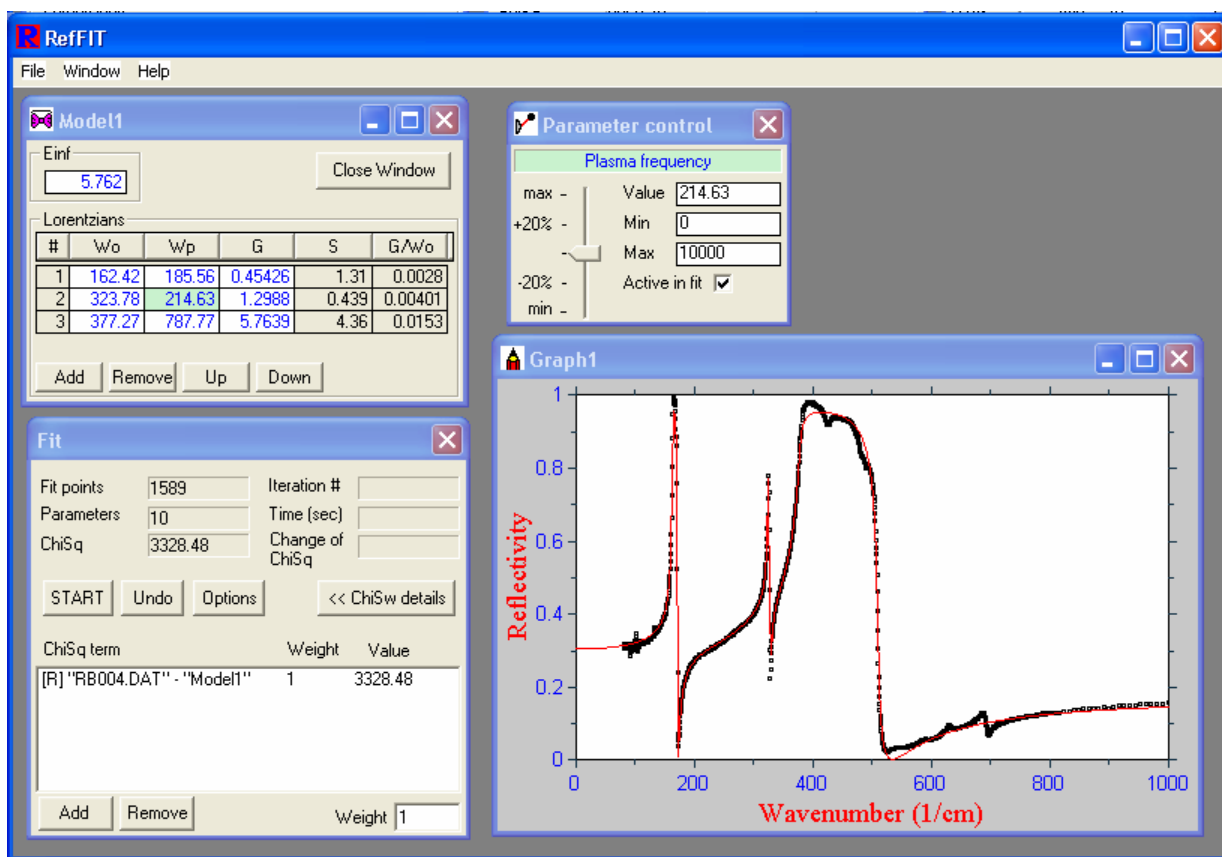 RefFIT
File Window Help
Model1
Einf
5.762
Close Window
Lorentzians
# Wo Wp G S G/Wo
1 162.42 185.56 0.45426 1.31 0.0028
2 323.78 214.63 1.2988 0.439 0.00401
3 377.27 787.77 5.7639 4.36 0.0153
Add Remove Up Down
Parameter control
Plasma frequency
max - Value 214.63
+20% - Min 0
- Max 10000
-20% - Active in fit
min -
Fit
Fit points 1589 Iteration #
Parameters 10 Time (sec)
ChiSq 3328.48 Change of
ChiSq
START Undo Options << ChiSw details
ChiSq term Weight Value
[R] "RB004.DAT" - "Model1" 1 3328.48
Add Remove Weight 1
Graph1
1
0.8
0.6
0.4
0.2
0
Reflectivity
0 200 400 600 800 1000
Wavenumber (1/cm)